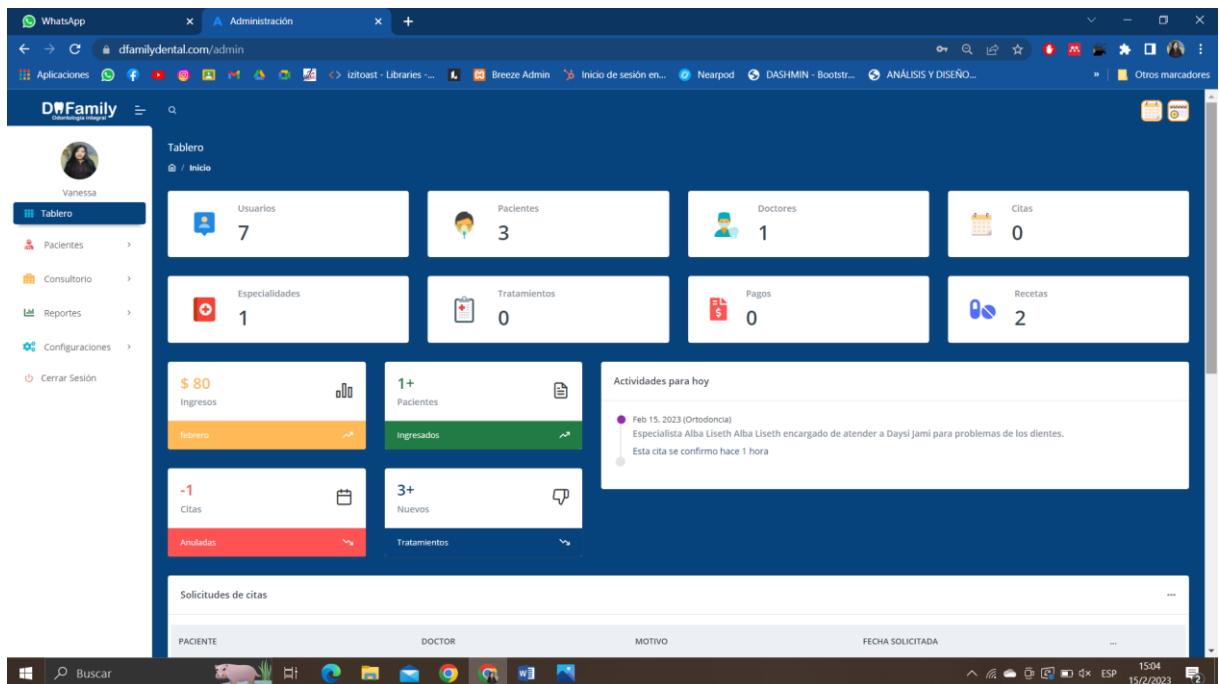 WhatsApp
Administración
dfamilydental.com/admin
Aplicaciones
izitoast - Libraries -...
Breeze Admin
Inicio de sesión en...
Nearpod
DASHMIN - Bootstr...
ANÁLISIS Y DISEÑO...
»
Otros marcadores
D Family
Odontología integral
Tablero
/ Inicio
Vanessa
Tablero
Pacientes
Consultorio
Reportes
Configuraciones
Cerrar Sesión
Usuarios
7
Pacientes
3
Doctores
1
Citas
0
Especialidades
1
Tratamientos
0
Pagos
0
Recetas
2
$ 80
Ingresos
febrero
1+
Pacientes
Ingresados
-1
Citas
Anuladas
3+
Nuevos
Tratamientos
Actividades para hoy
Feb 15, 2023 (Ortodoncia)
Especialista Alba Liseth Alba Liseth encargado de atender a Daysi Jami para problemas de los dientes.
Esta cita se confirmo hace 1 hora
Solicitudes de citas
...
PACIENTE DOCTOR MOTIVO FECHA SOLICITADA ...
Buscar
ESP
15:04
15/2/2023
2